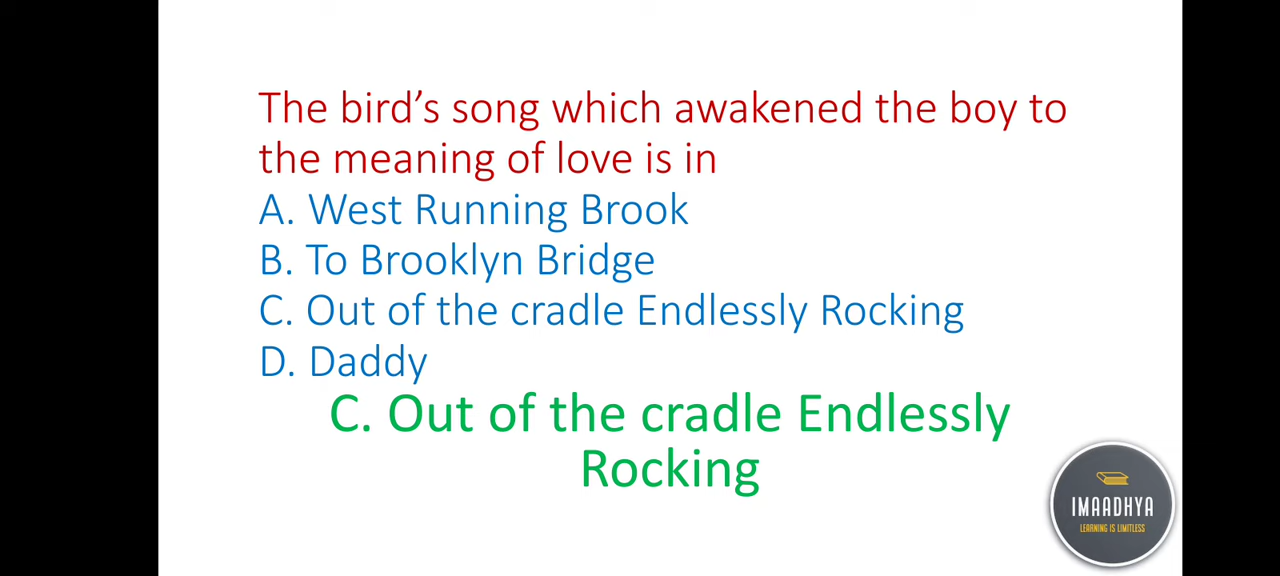 The bird’s song which awakened the boy to
the meaning of love is in
A. West Running Brook
B. To Brooklyn Bridge
C. Out of the cradle Endlessly Rocking
D. Daddy
C. Out of the cradle Endlessly
Rocking
IMAADHYA
LEARNING IS LIMITLESS